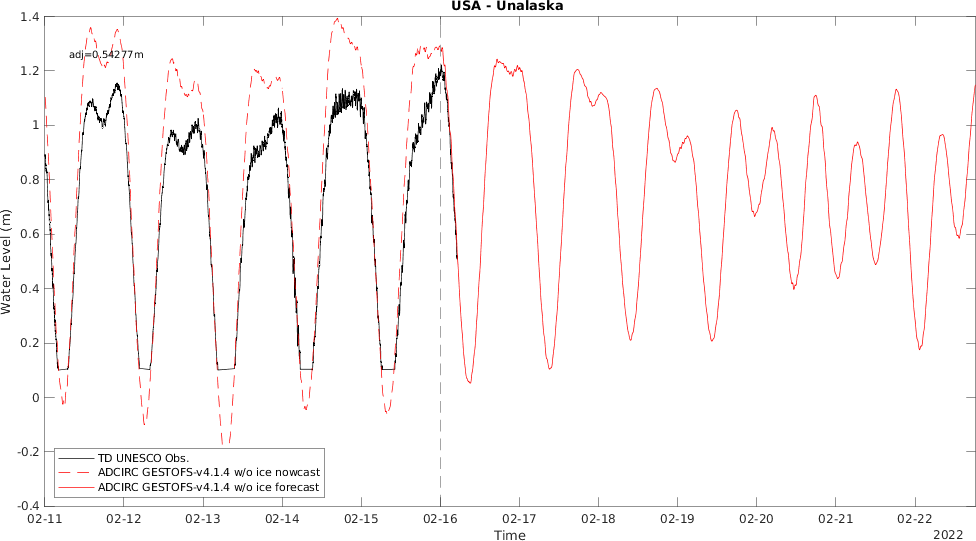 USA - Unalaska
1.4
adj=0.54277m
1.2
1
0.8
0.6
0.4
0.2
0
-0.2
-0.4
Water Level (m)
TD UNESCO Obs.
ADCIRC GESTOFS-v4.1.4 w/o ice nowcast
ADCIRC GESTOFS-v4.1.4 w/o ice forecast
02-11 02-12 02-13 02-14 02-15 02-16 02-17 02-18 02-19 02-20 02-21 02-22
Time
2022